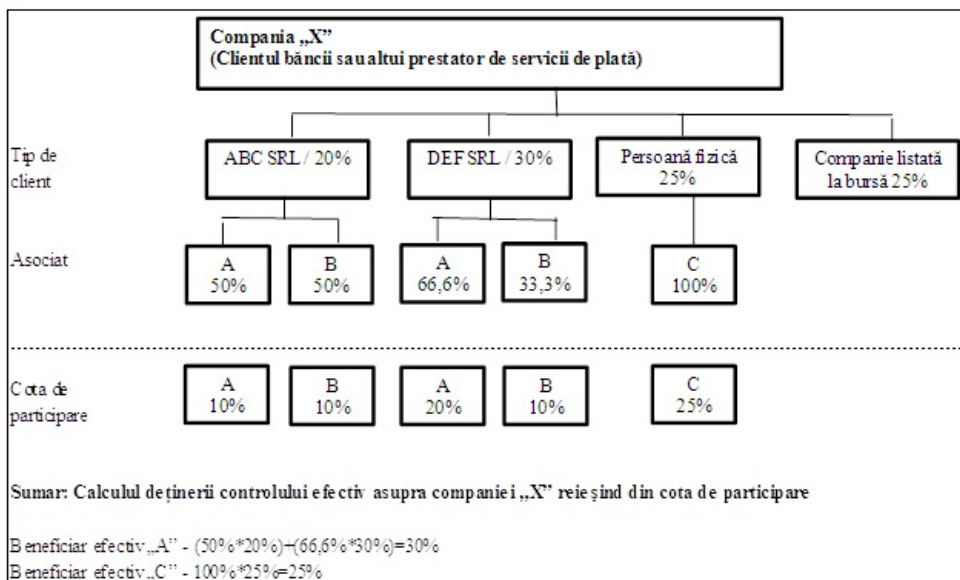 Compania „X”
(Clientul băncii sau altui prestator de servicii de plată)
Tip de
client
ABC SRL / 20%
DEF SRL / 30%
Persoană fizică
25%
Companie listată
la bursă 25%
Asociat
A
50%
B
50%
A
66,6%
B
33,3%
C
100%
Cota de
participare
A
10%
B
10%
A
20%
B
10%
C
25%
Sumar: Calculul deținerii controlului efectiv asupra companiei „X” reieșind din cota de participare
Beneficiar efectiv „A” - (50%*20%)+(66,6%*30%)=30%
Beneficiar efectiv „C” - 100%*25%=25%